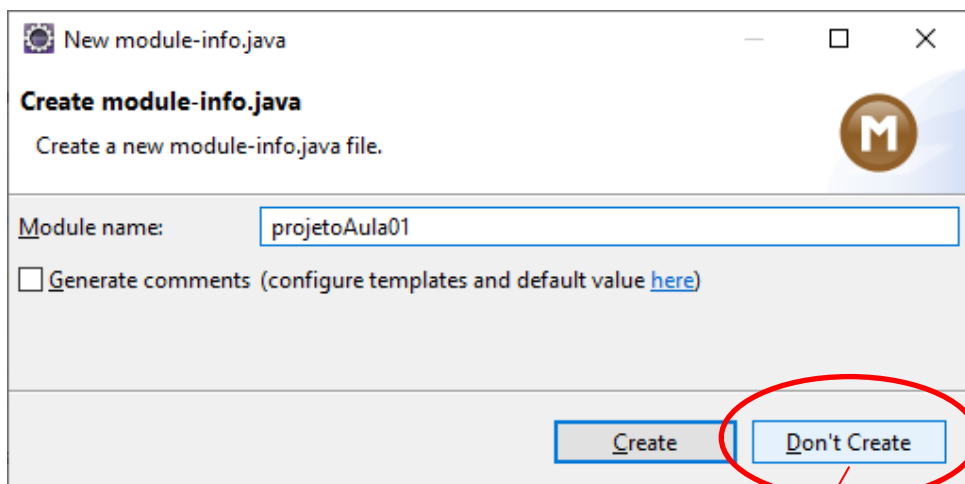 New module-info.java
Create module-info.java
Create a new module-info.java file.
M
Module name: projetoAula01
Generate comments (configure templates and default value here)
Create Don't Create